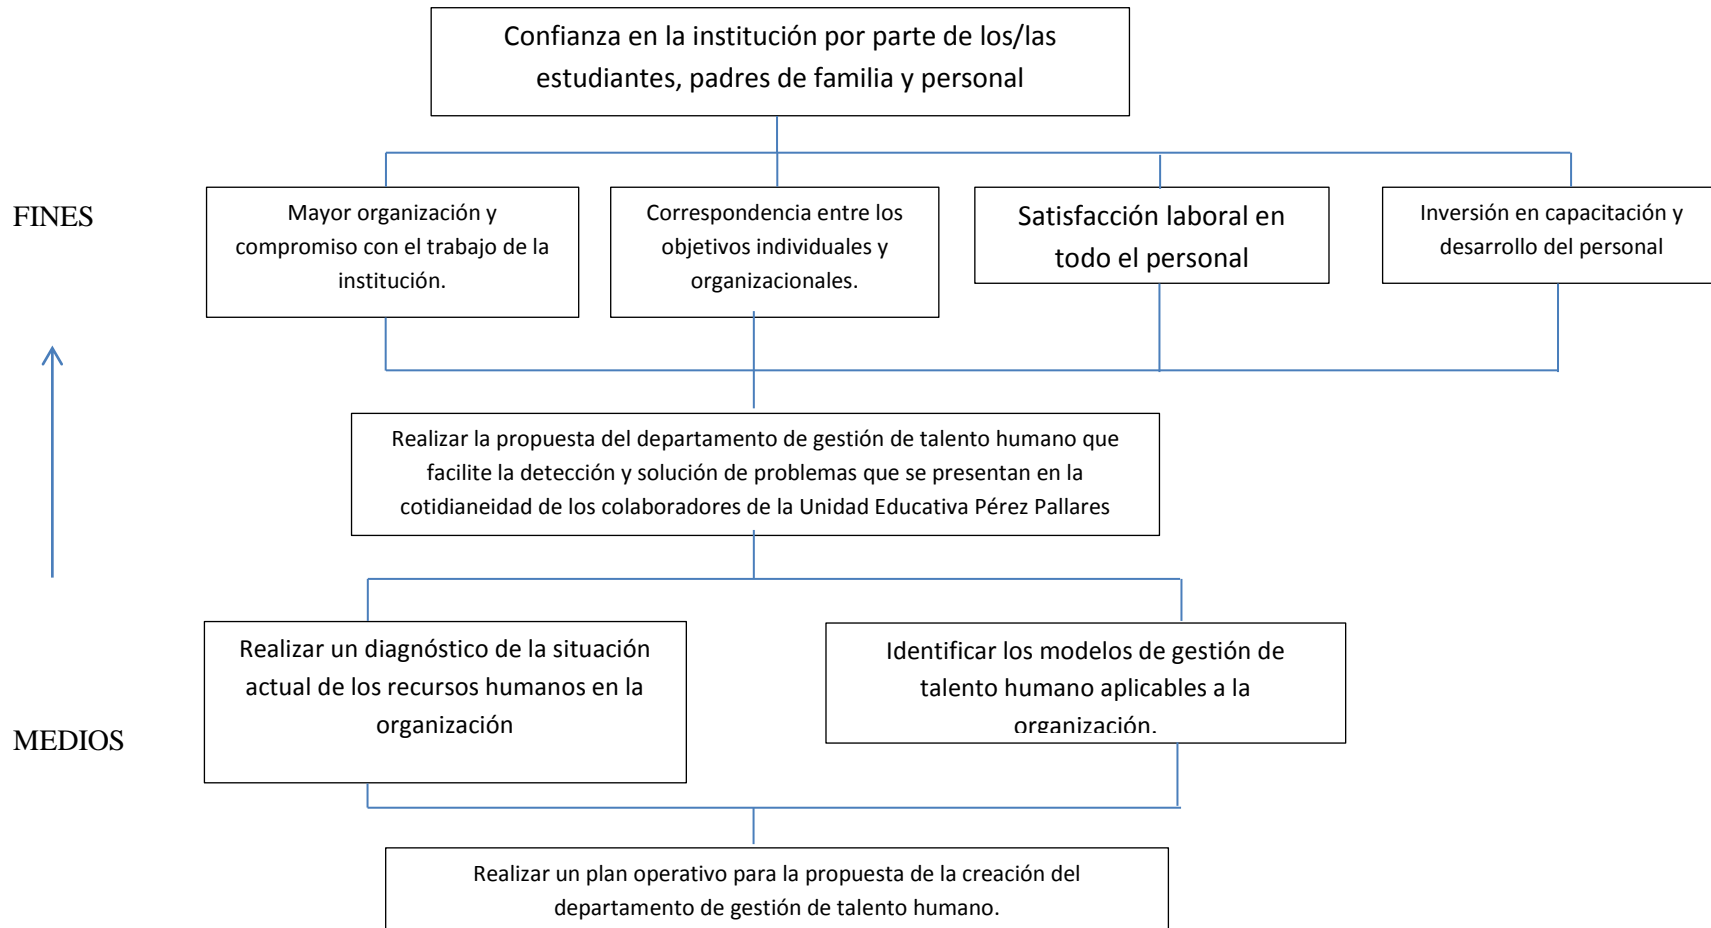 Confianza en la institución por parte de los/las
estudiantes, padres de familia y personal
FINES
Mayor organización y
compromiso con el trabajo de la
institución.
Correspondencia entre los
objetivos individuales y
organizacionales.
Satisfacción laboral en
todo el personal
Inversión en capacitación y
desarrollo del personal
Realizar la propuesta del departamento de gestión de talento humano que
facilite la detección y solución de problemas que se presentan en la
cotidianeidad de los colaboradores de la Unidad Educativa Pérez Pallares
MEDIOS
Realizar un diagnóstico de la situación
actual de los recursos humanos en la
organización
Identificar los modelos de gestión de
talento humano aplicables a la
organización.
Realizar un plan operativo para la propuesta de la creación del
departamento de gestión de talento humano.